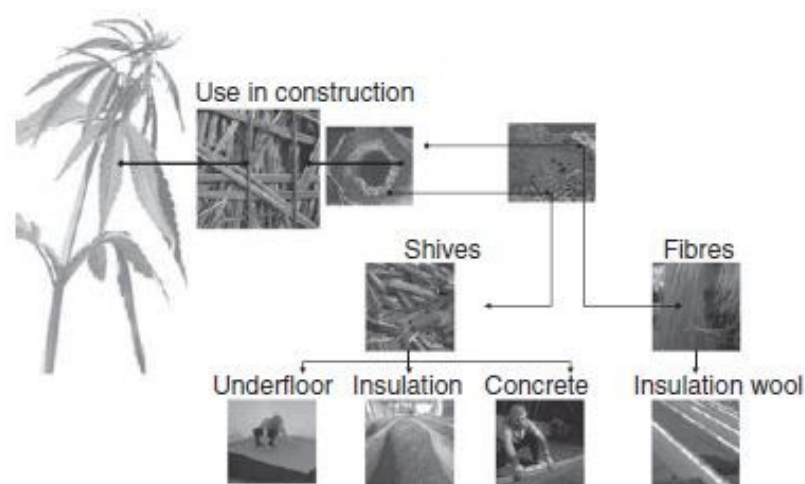 Use in construction
Shives
Fibres
Underfloor
Insulation
Concrete
Insulation wool